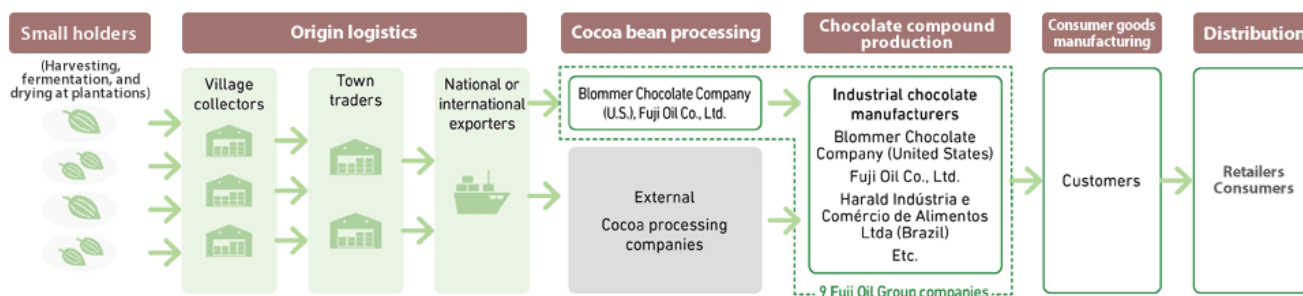 Small holders
(Harvesting,
fermentation, and
drying at plantations)
Origin logistics
Village
collectors
Town
traders
National or
international
exporters
Cocoa bean processing
Blommer Chocolate Company
(U.S.), Fuji Oil Co., Ltd.
External
Cocoa processing
companies
Chocolate compound
production
Industrial chocolate
manufacturers
Blommer Chocolate
Company (United States)
Fuji Oil Co., Ltd.
Harald Indústria e
Comércio de Alimentos
Ltda (Brazil)
Etc.
9 Fuji Oil Group companies
Consumer goods
manufacturing
Customers
Distribution
Retailers
Consumers